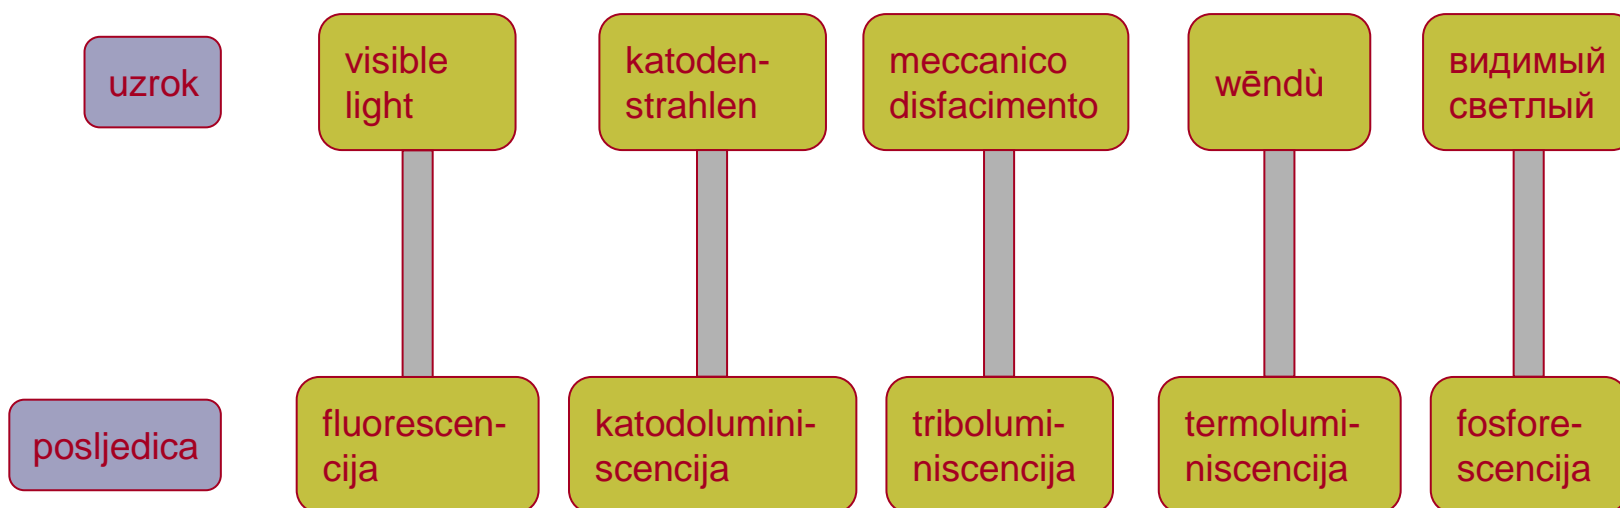 uzrok
visible
light
katoden-
strahlen
meccanico
disfacimento
wēndù
видимый
светлый
posljedica
fluorescen-
cija
katodolumini-
scencija
tribolumi-
niscencija
termolumi-
niscencija
fosfore-
scencija